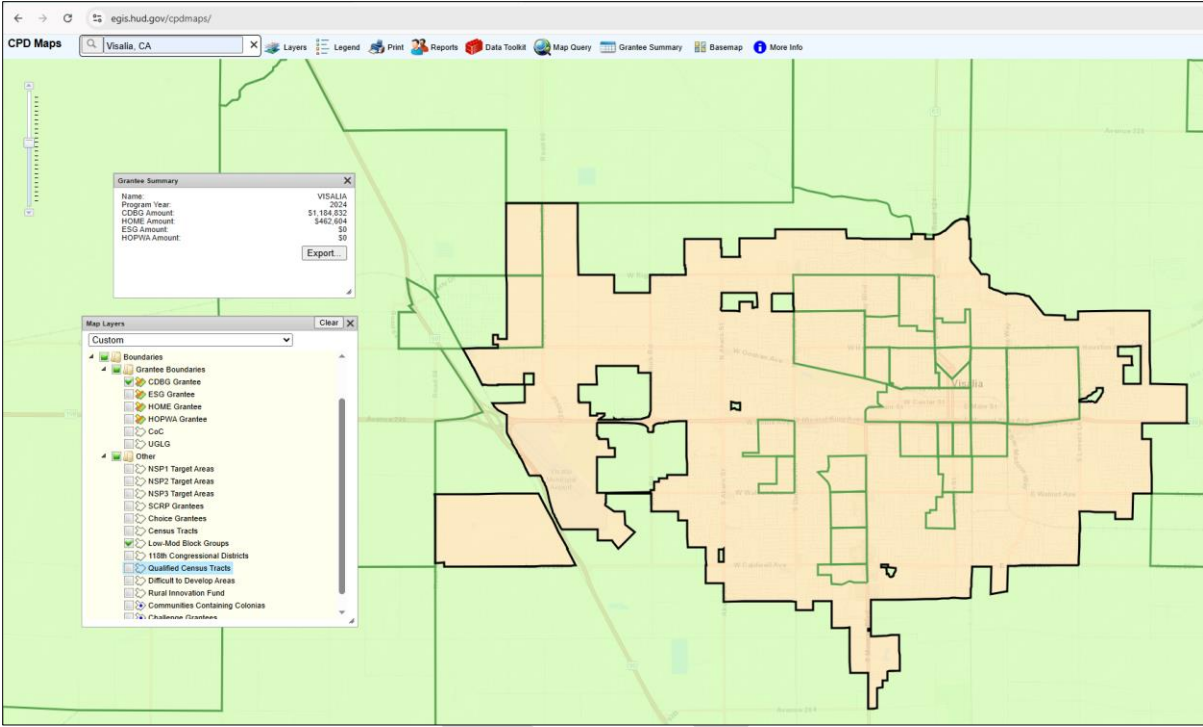 egis.hud.gov/cpdmaps/
CPD Maps
Visalia, CA
X
Layers
Legend
Print
Reports
Data Toolkit
Map Query
Grantee Summary
Basemap
More Info
Grantee Summary X
Name: VISALIA
Program Year: 2024
CDBG Amount: $1,184,832
HOME Amount: $462,604
ESG Amount: $0
HOPWA Amount: $0
Export...
Map Layers Clear X
Custom
Boundaries
Grantee Boundaries
CDBG Grantee
ESG Grantee
HOME Grantee
HOPWA Grantee
CoC
UGLG
Other
NSP1 Target Areas
NSP2 Target Areas
NSP3 Target Areas
SCRP Grantees
Choice Grantees
Census Tracts
Low-Mod Block Groups
118th Congressional Districts
Qualified Census Tracts
Difficult to Develop Areas
Rural Innovation Fund
Communities Containing Colonias
Challenge Grantees
Visalia